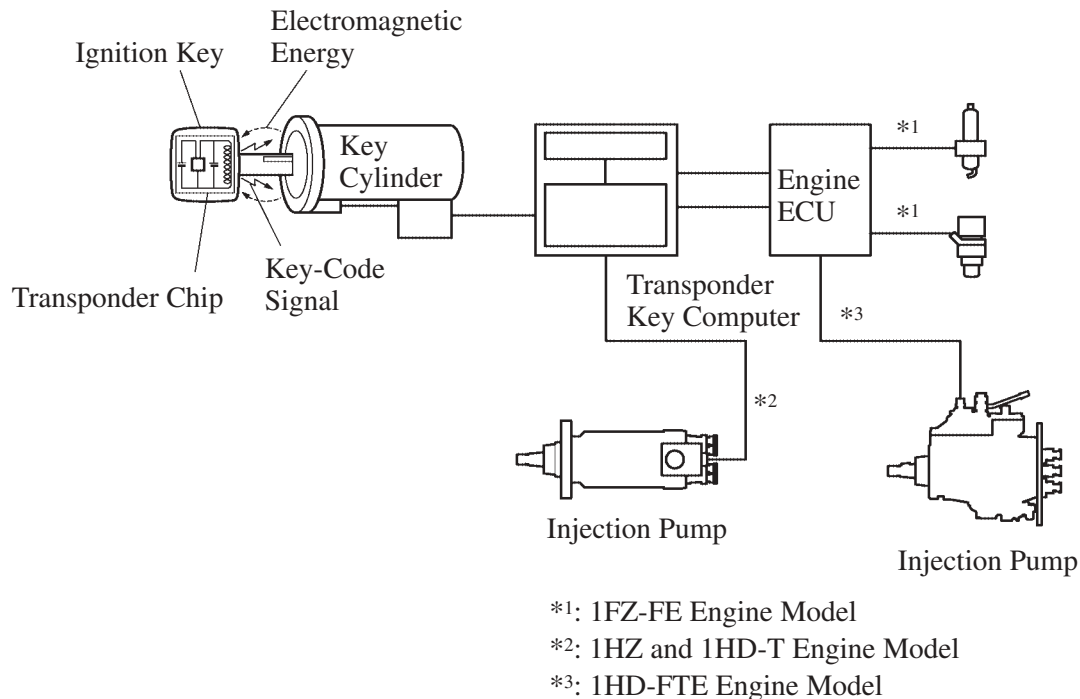 Electromagnetic
Energy
Ignition Key
Key
Cylinder
*1
Engine
ECU
*1
Key-Code
Signal
Transponder Chip
Transponder
Key Computer
*3
*2
Injection Pump
Injection Pump
*1: 1FZ-FE Engine Model
*2: 1HZ and 1HD-T Engine Model
*3: 1HD-FTE Engine Model